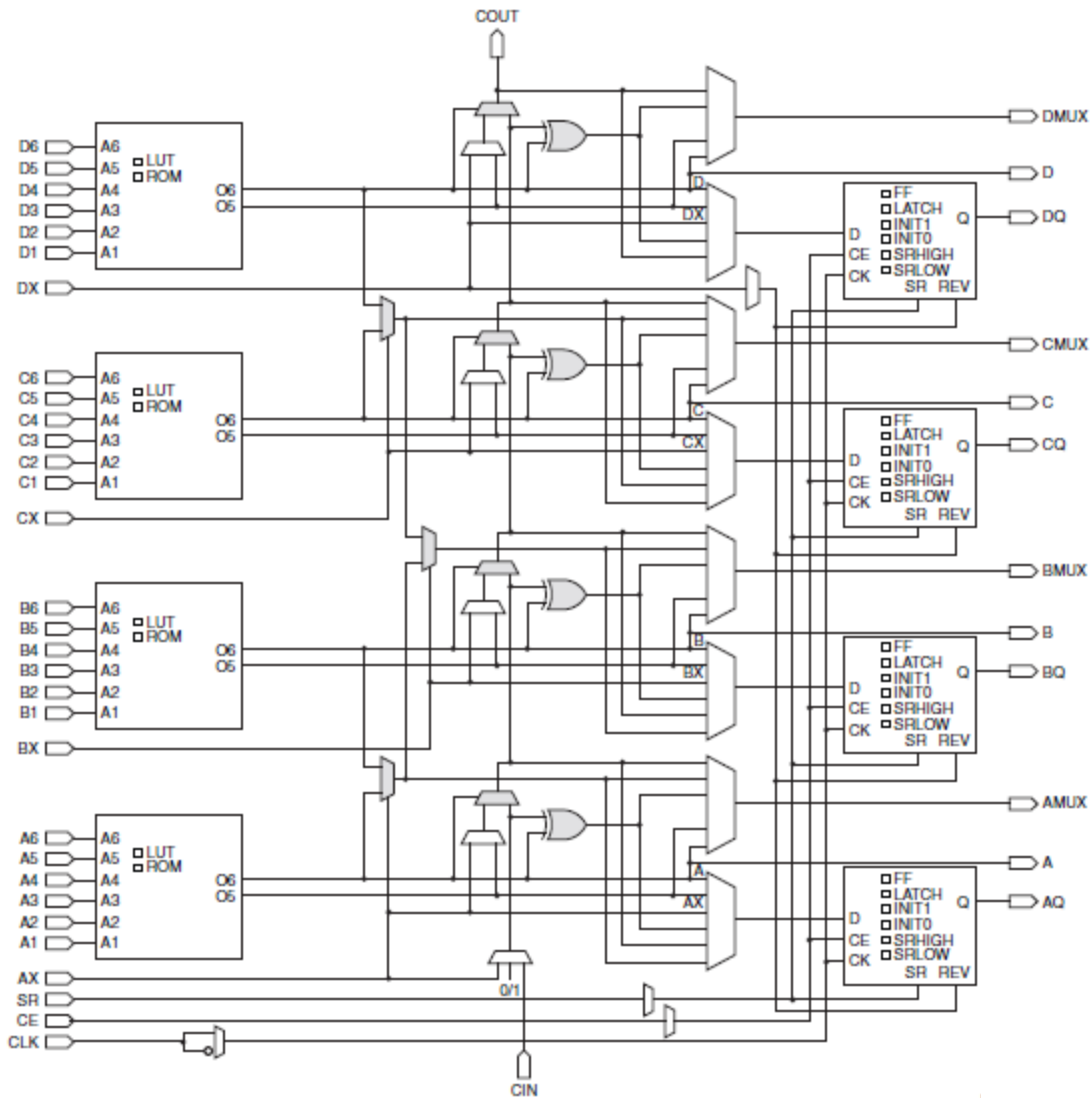 COUT
DMUX
D6 A6
D5 A5
D4 A4
D3 A3
D2 A2
D1 A1
LUT
ROM
O6
O5
D
DX
D
FF
LATCH
INIT1
INIT0
SRHIGH
SRLOW
D
CE
CK
Q
SR REV
DQ
DX
CMUX
C6 A6
C5 A5
C4 A4
C3 A3
C2 A2
C1 A1
LUT
ROM
O6
O5
C
CX
C
FF
LATCH
INIT1
INIT0
SRHIGH
SRLOW
D
CE
CK
Q
SR REV
CQ
CX
BMUX
B6 A6
B5 A5
B4 A4
B3 A3
B2 A2
B1 A1
LUT
ROM
O6
O5
B
BX
B
FF
LATCH
INIT1
INIT0
SRHIGH
SRLOW
D
CE
CK
Q
SR REV
BQ
BX
AMUX
A6 A6
A5 A5
A4 A4
A3 A3
A2 A2
A1 A1
LUT
ROM
O6
O5
A
AX
A
FF
LATCH
INIT1
INIT0
SRHIGH
SRLOW
D
CE
CK
Q
SR REV
AQ
AX
0/1
SR
CE
CLK
CIN